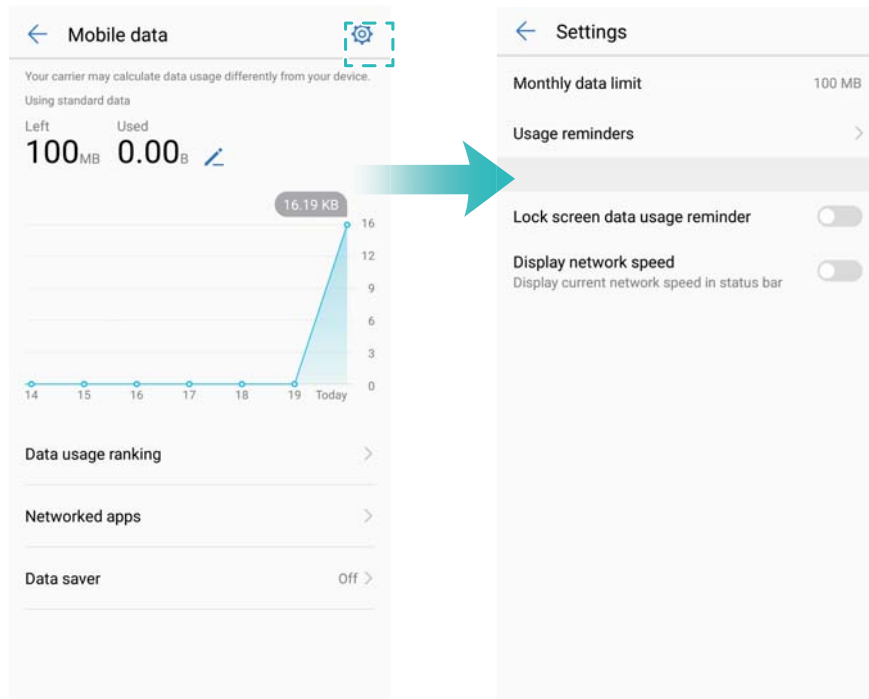 Mobile data
Your carrier may calculate data usage differently from your device.
Using standard data
Left Used
100MB 0.00B
16.19 KB
16
12
9
6
3
0
14 15 16 17 18 19 Today
Data usage ranking
Networked apps
Data saver Off
Settings
Monthly data limit 100 MB
Usage reminders
Lock screen data usage reminder
Display network speed
Display current network speed in status bar